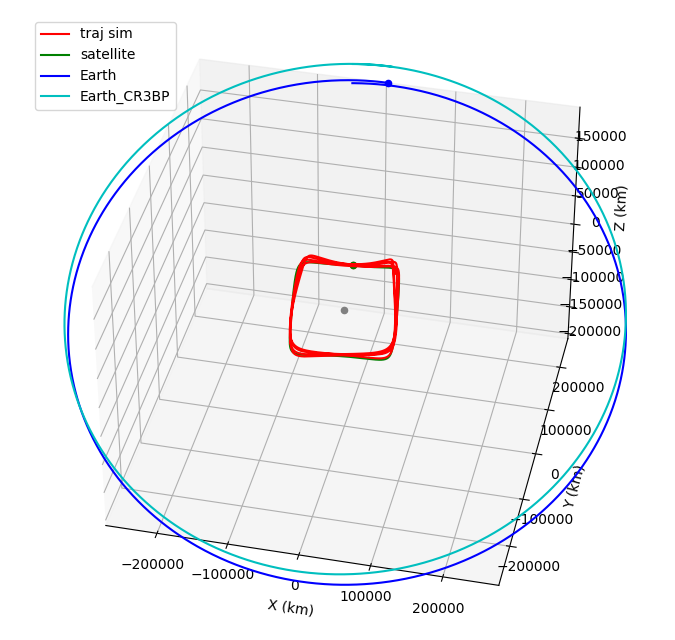 traj sim
satellite
Earth
Earth_CR3BP
150000
100000
50000
0
−50000
−100000
−150000
−200000
Z (km)
200000
100000
0
−100000
−200000
Y (km)
−200000
−100000
0
100000
200000
X (km)